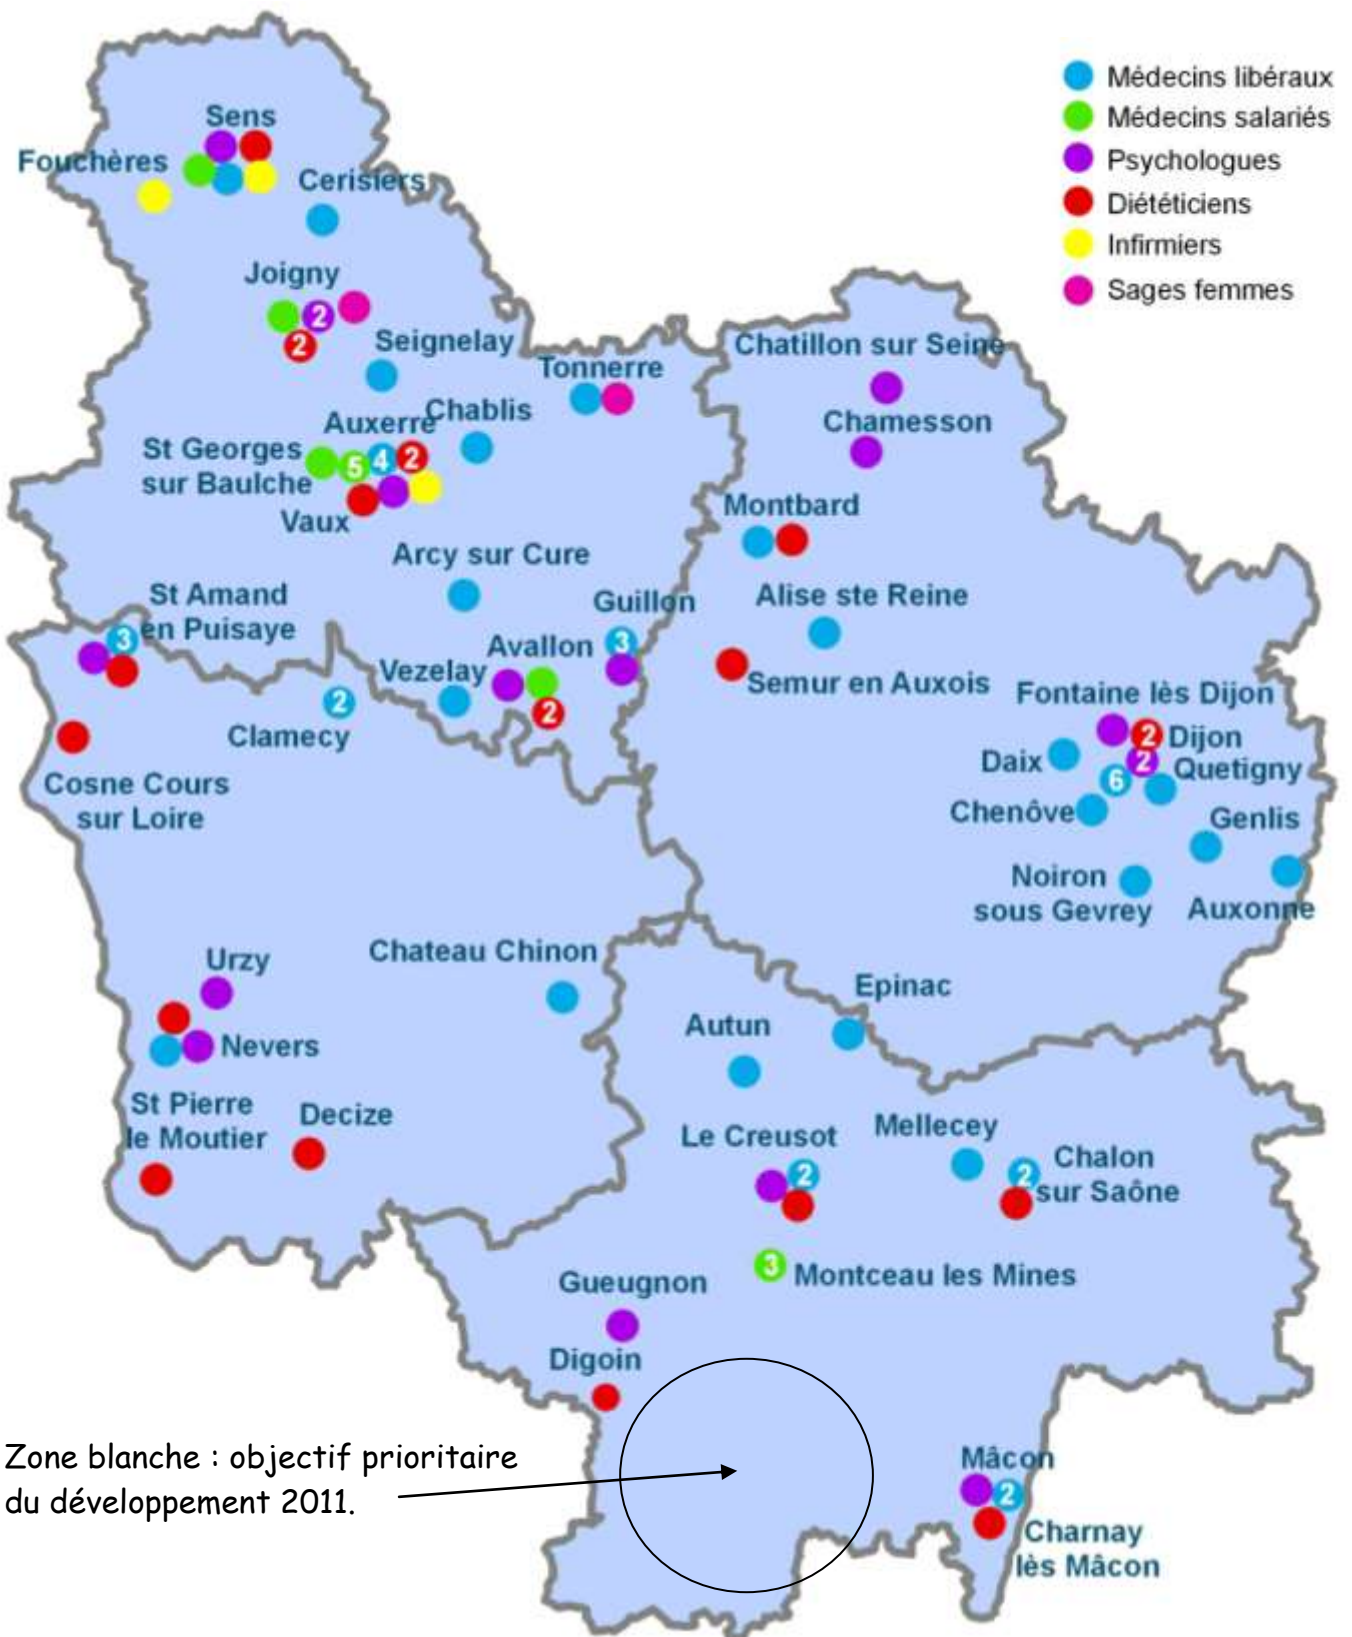 Médecins libéraux
Médecins salariés
Psychologues
Diététiciens
Infirmiers
Sages femmes
Sens
Fouchères
Cerisiers
Joigny
2
2
Seignelay
Tonnerre
Chatillon sur Seine
Chamesson
Auxerre
Chablis
St Georges
sur Baulche
5
4
2
Vaux
Montbard
Arcy sur Cure
Alise ste Reine
St Amand
en Puisaye
3
Guillon
3
Avallon
2
Vezelay
Semur en Auxois
Clamecy
2
Cosne Cours
sur Loire
Fontaine lès Dijon
2
Dijon
2
Daix
6
Quetigny
Chenôve
Genlis
Noiron
sous Gevrey
Auxonne
Urzy
Chateau Chinon
Epinac
Autun
Nevers
St Pierre
le Moutier
Decize
Le Creusot
2
Mellecey
2
Chalon
sur Saône
3
Montceau les Mines
Gueugnon
Digoin
Zone blanche : objectif prioritaire
du développement 2011.
Mâcon
2
Charnay
lès Mâcon